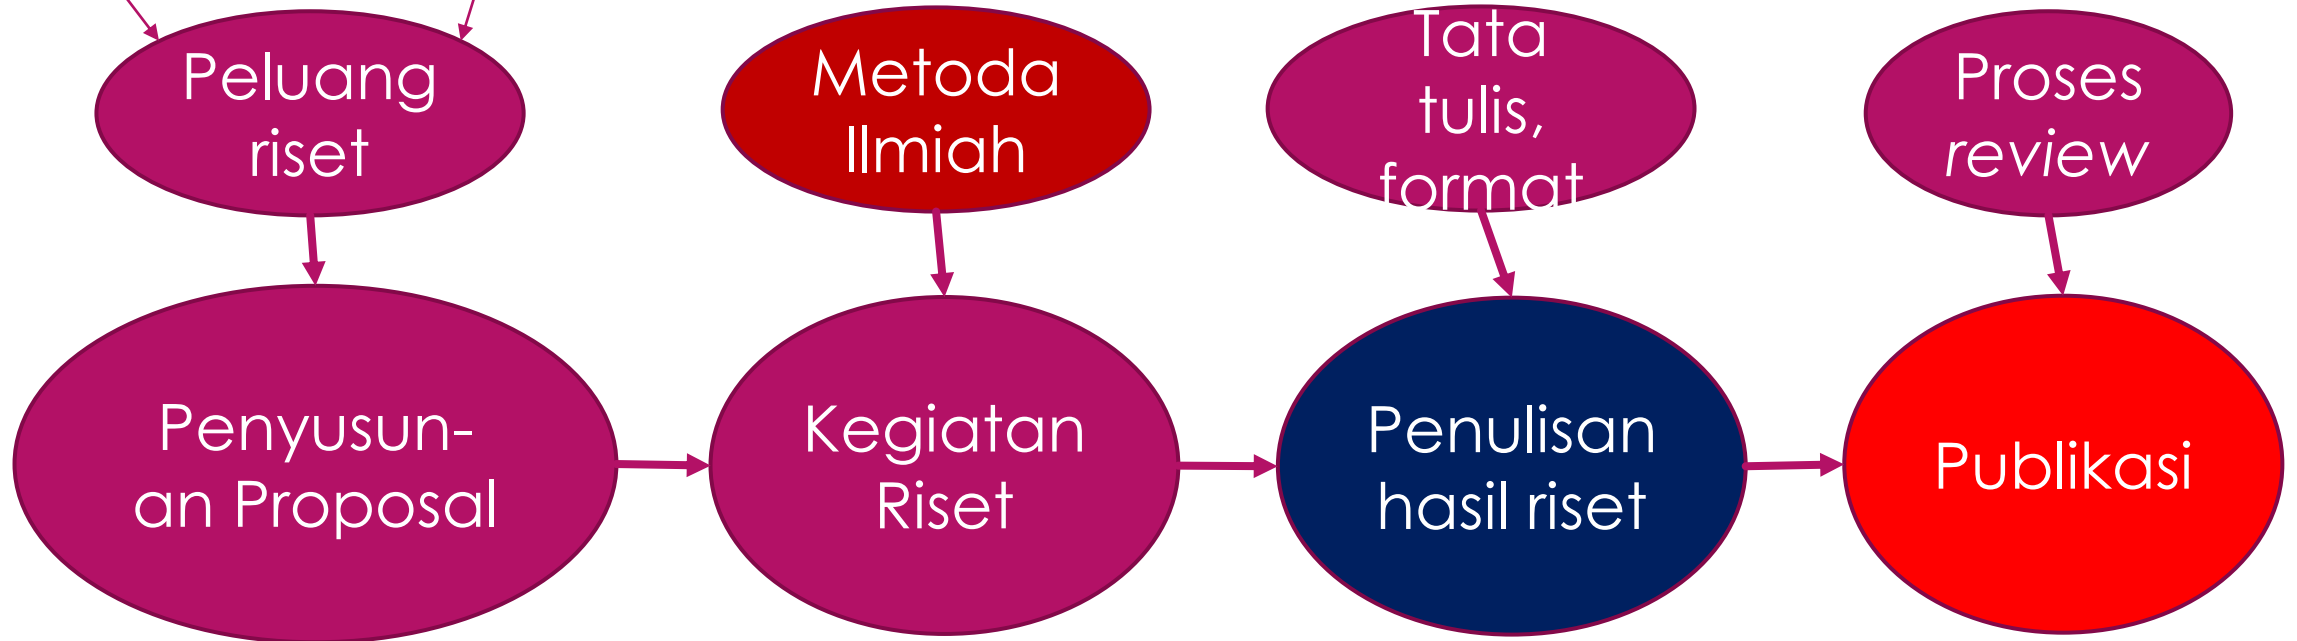 Peluang
riset
Metoda
Ilmiah
Tata
tulis,
format
Proses
review
Penyusun-
an Proposal
Kegiatan
Riset
Penulisan
hasil riset
Publikasi